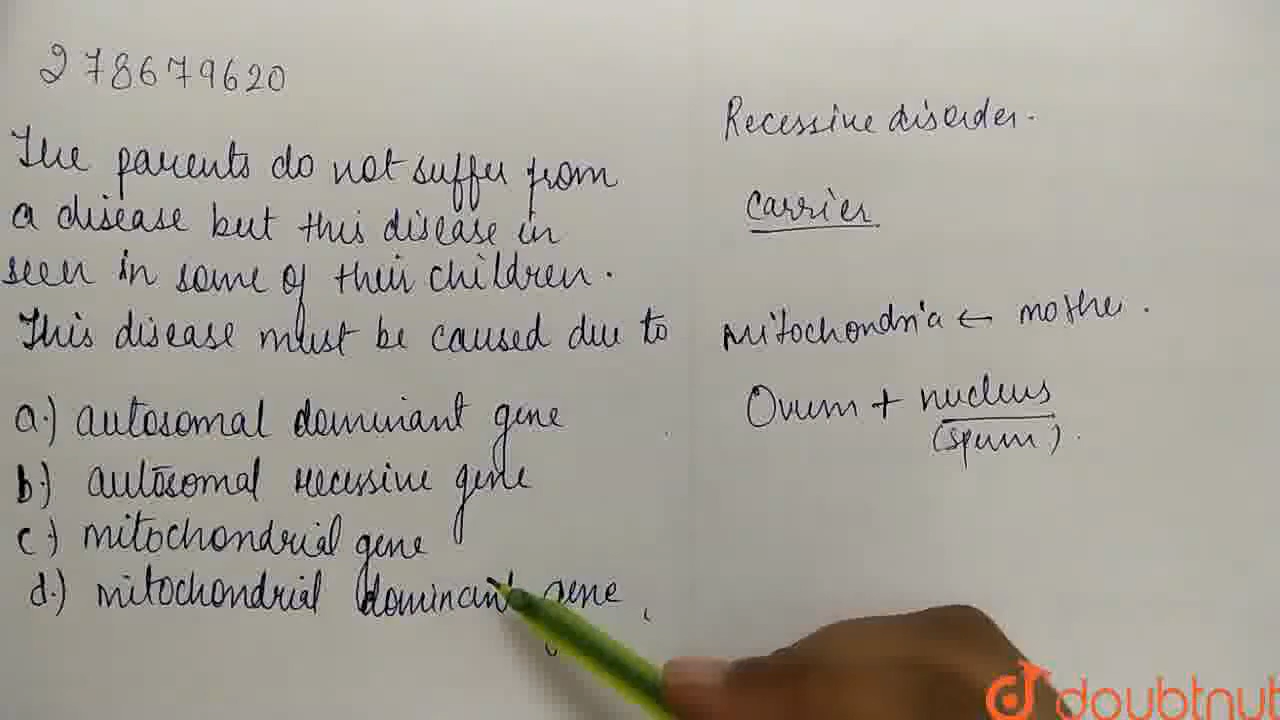 278679620
The parents do not suffer from
a disease but this disease in
seen in some of their children.
This disease must be caused due to
a.) autosomal dominant gene
b.) autosomal recessive gene
c.) mitochondrial gene
d.) mitochondrial dominant gene
Recessive disorder.
carrier
Mitochondria ← mother.
Ovum + nucleus
(sperm).
doubtnut